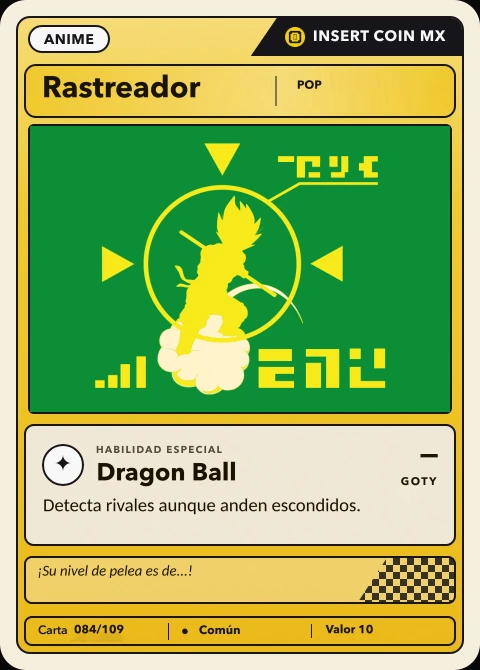 ANIME
INSERT COIN MX
Rastreador
POP
HABILIDAD ESPECIAL
Dragon Ball
—
GOTY
Detecta rivales aunque anden escondidos.
¡Su nivel de pelea es de...!
Carta 084/109
• Común
Valor 10